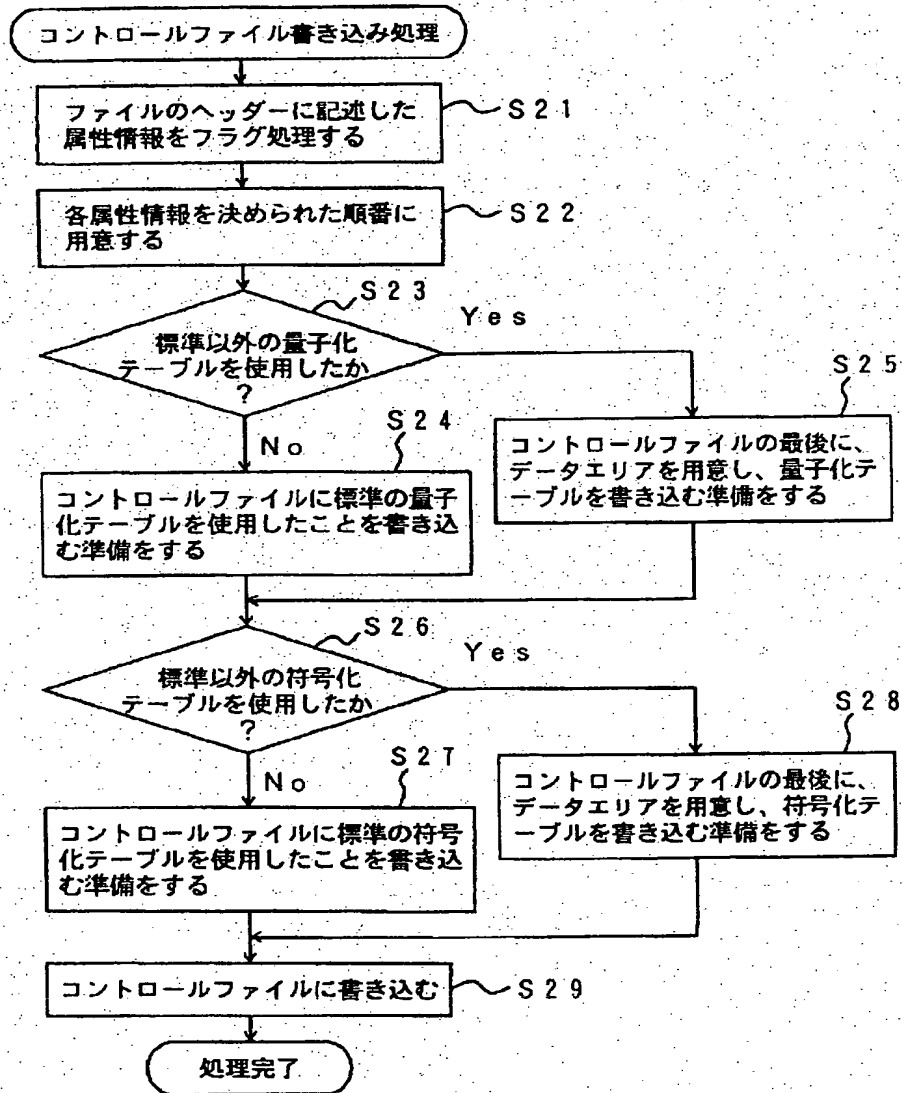 コントロールファイル書き込み処理
ファイルのヘッダーに記述した
属性情報をフラグ処理する
S21
各属性情報を決められた順番に
用意する
S22
S23
標準以外の量子化
テーブルを使用したか
?
Yes
No
S24
コントロールファイルに標準の量子
化テーブルを使用したことを書き込
む準備をする
S25
コントロールファイルの最後に、
データエリアを用意し、量子化テ
ーブルを書き込む準備をする
S26
標準以外の符号化
テーブルを使用したか
?
Yes
No
S27
コントロールファイルに標準の符号
化テーブルを使用したことを書き込
む準備をする
S28
コントロールファイルの最後に、
データエリアを用意し、符号化テ
ーブルを書き込む準備をする
コントロールファイルに書き込む
S29
処理完了